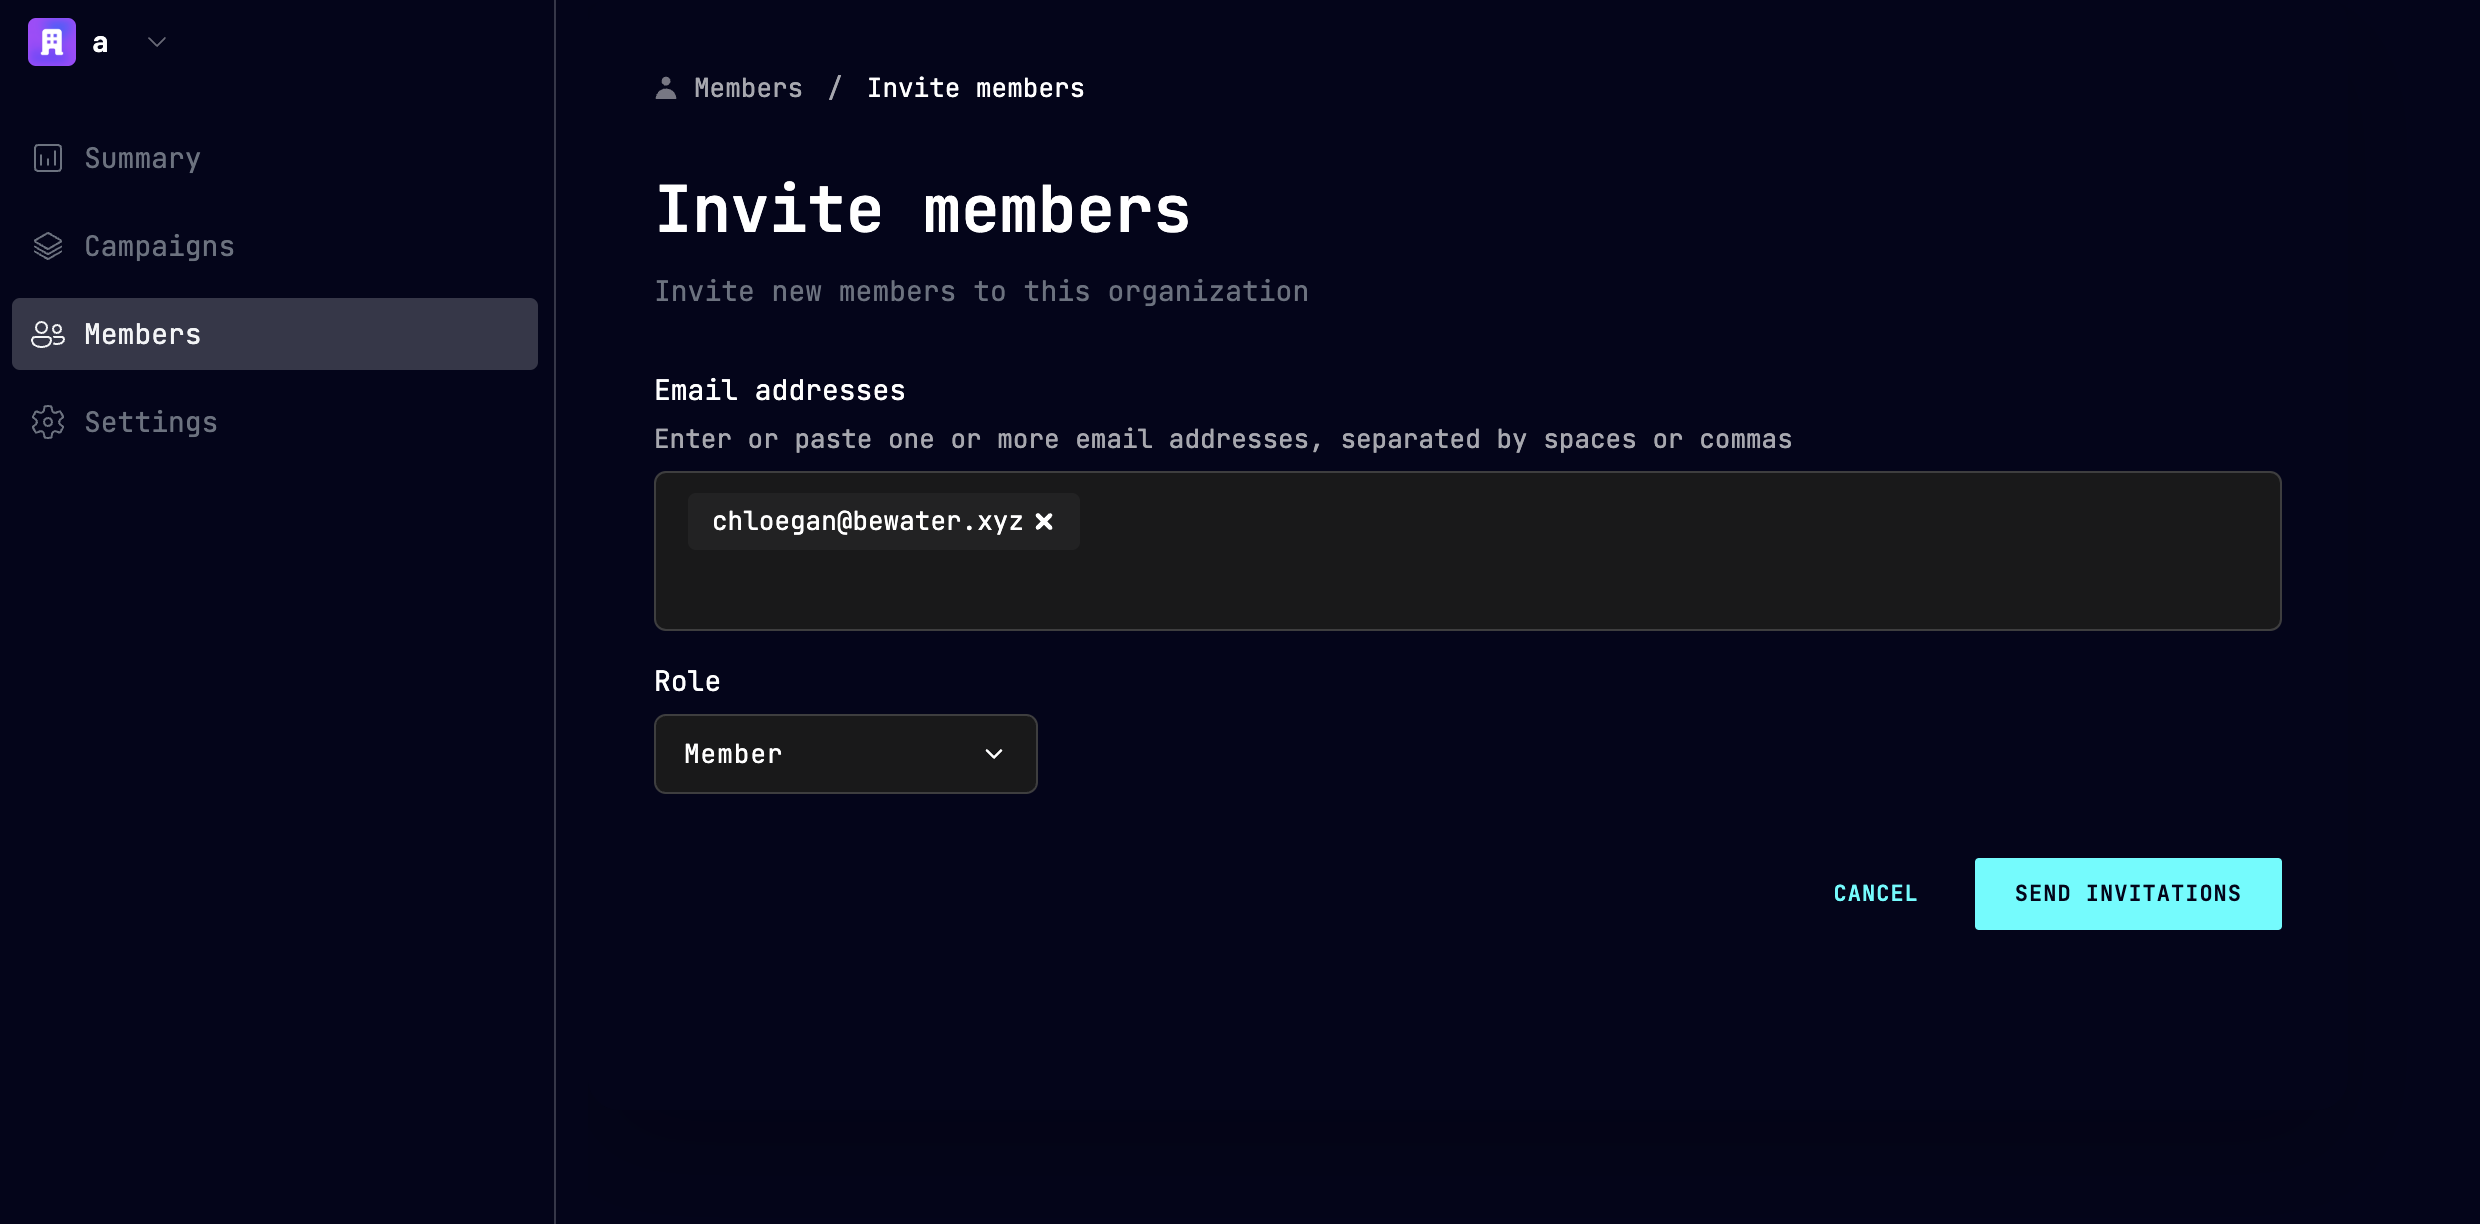 a
Summary
Campaigns
Members
Settings
Members / Invite members
Invite members
Invite new members to this organization
Email addresses
Enter or paste one or more email addresses, separated by spaces or commas
chloegan@bewater.xyz
Role
Member
CANCEL
SEND INVITATIONS